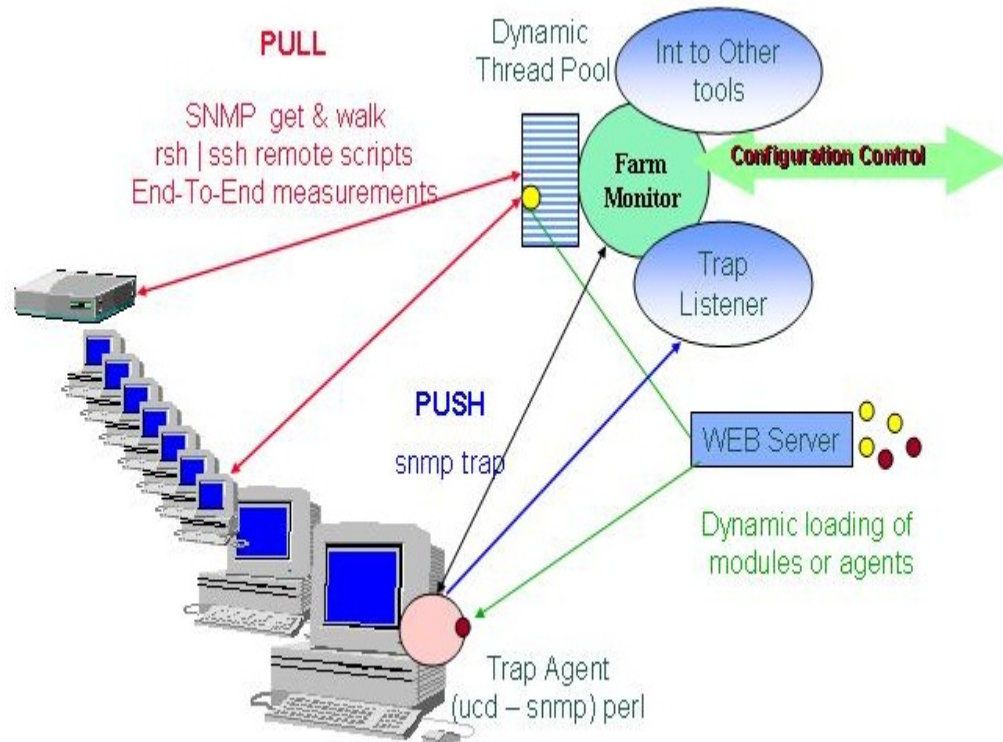 PULL
SNMP get & walk
rsh | ssh remote scripts
End-To-End measurements
Dynamic
Thread Pool
Int to Other
tools
Farm
Monitor
Configuration Control
Trap
Listener
PUSH
snmp trap
WEB Server
Dynamic loading of
modules or agents
Trap Agent
(ucd – snmp) perl